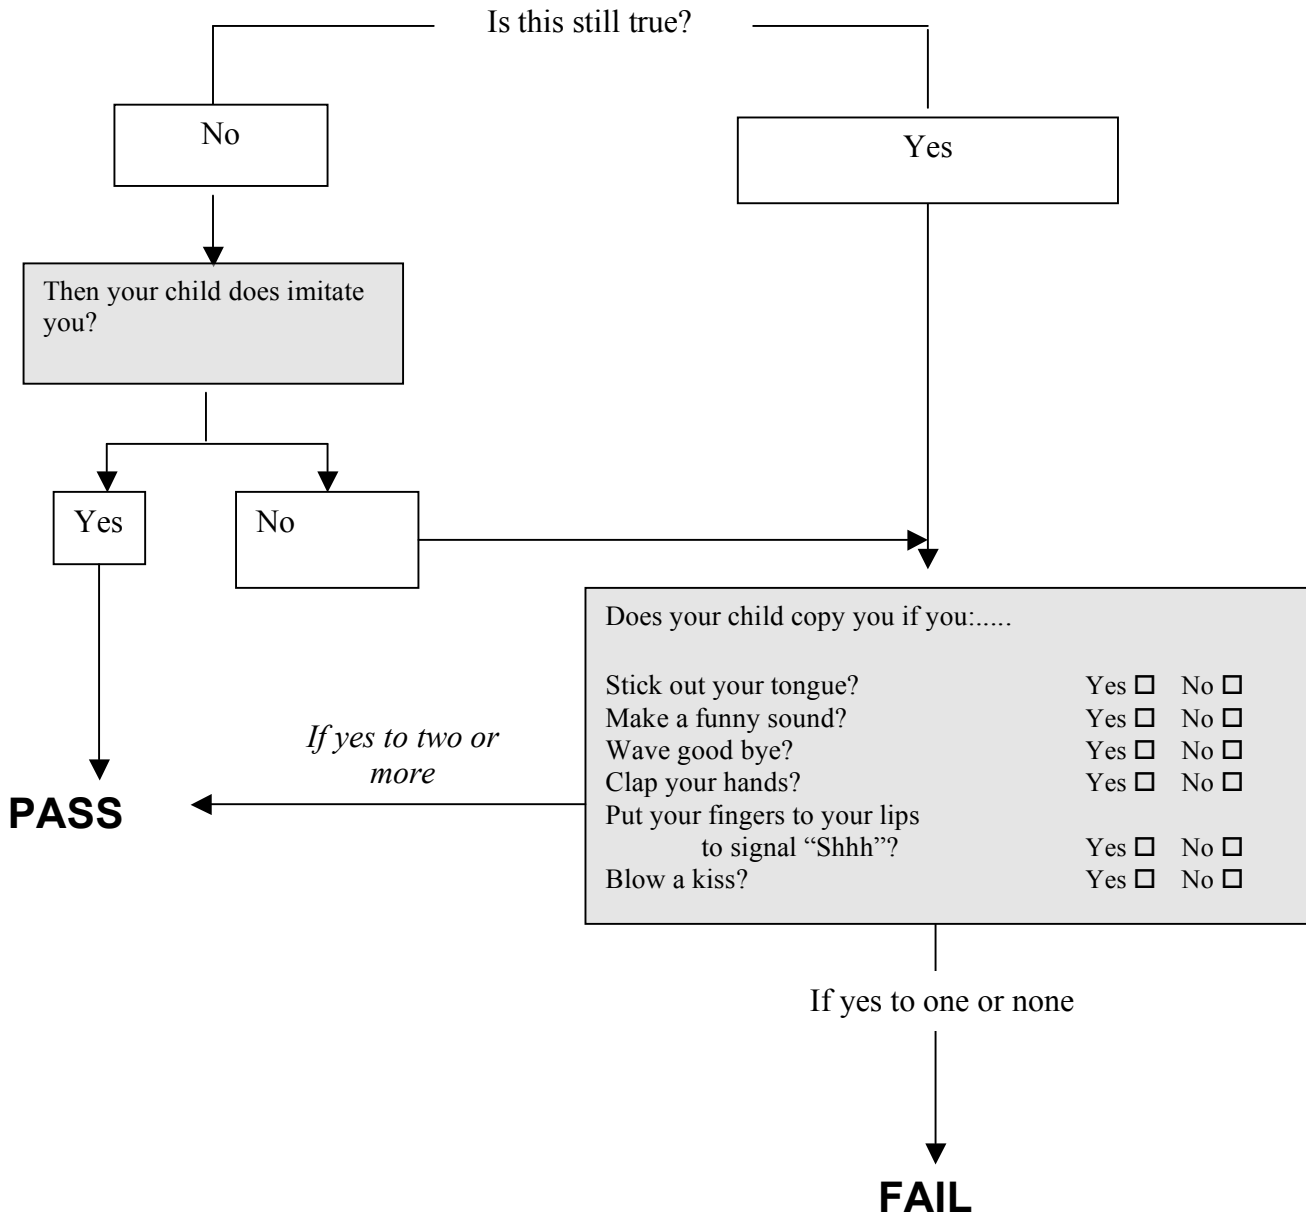 Is this still true?
No
Yes
Then your child does imitate
you?
Yes
No
Does your child copy you if you:.....
Stick out your tongue? Yes □ No □
Make a funny sound? Yes □ No □
Wave good bye? Yes □ No □
Clap your hands? Yes □ No □
Put your fingers to your lips
to signal “Shhh”? Yes □ No □
Blow a kiss? Yes □ No □
If yes to two or
more
PASS
If yes to one or none
FAIL